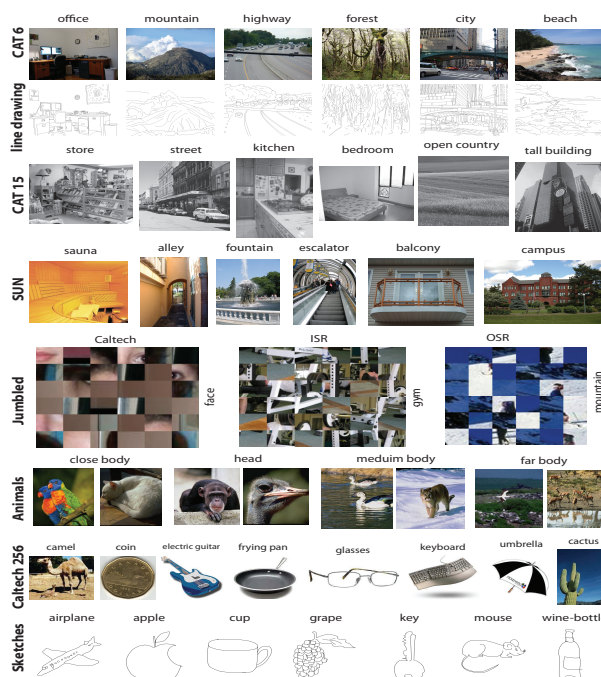 CAT 6
office mountain highway forest city beach
line drawing
CAT 15
store street kitchen bedroom open country tall building
SUN
sauna alley fountain escalator balcony campus
Jumbled
Caltech ISR OSR
face gym mountain
Animals
close body head meduim body far body
Caltech 256
camel coin electric guitar frying pan glasses keyboard umbrella cactus
Sketches
airplane apple cup grape key mouse wine-bottl